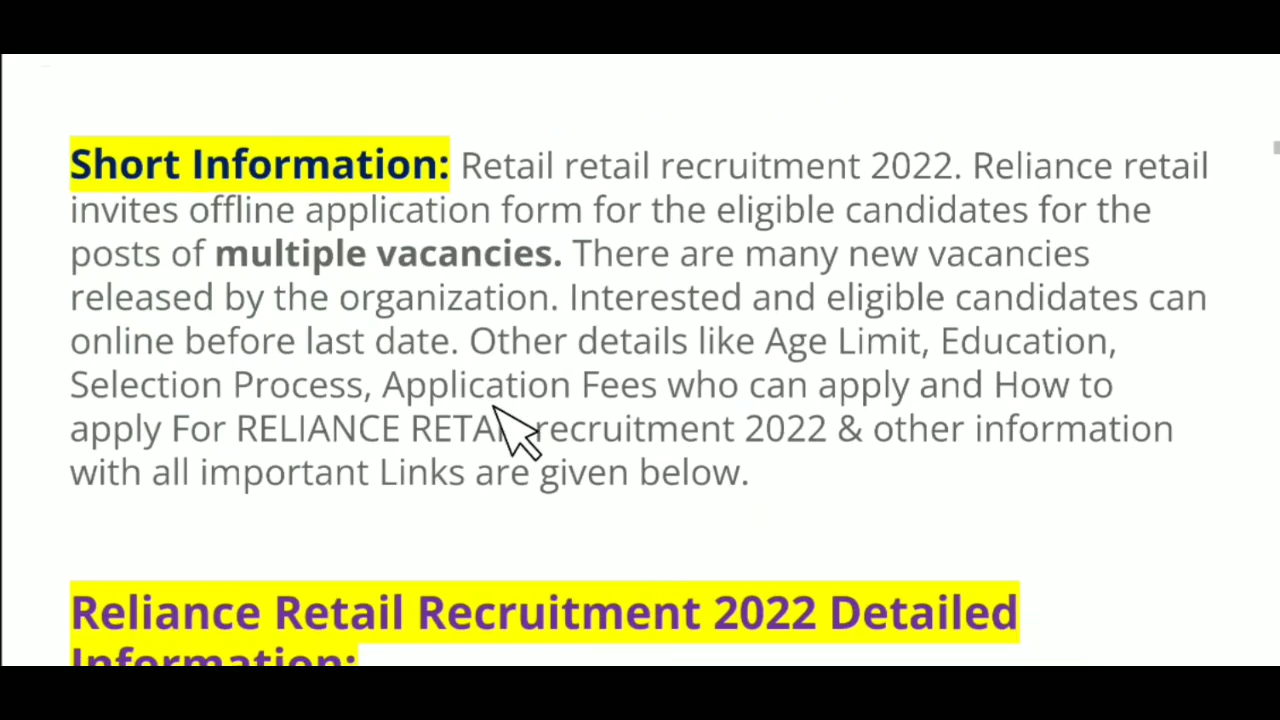 Short Information: Retail retail recruitment 2022. Reliance retail
invites offline application form for the eligible candidates for the
posts of multiple vacancies. There are many new vacancies
released by the organization. Interested and eligible candidates can
online before last date. Other details like Age Limit, Education,
Selection Process, Application Fees who can apply and How to
apply For RELIANCE RETAIL recruitment 2022 & other information
with all important Links are given below.
Reliance Retail Recruitment 2022 Detailed
Information: